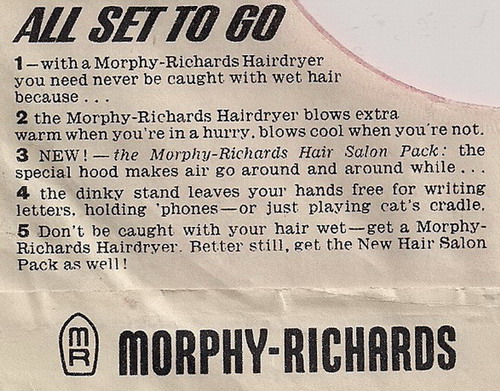 ALL SET TO GO
1—with a Morphy-Richards Hairdryer
you need never be caught with wet hair
because . . .
2 the Morphy-Richards Hairdryer blows extra
warm when you're in a hurry, blows cool when you're not.
3 NEW!—the Morphy-Richards Hair Salon Pack: the
special hood makes air go around and around while . . .
4 the dinky stand leaves your hands free for writing
letters, holding 'phones—or just playing cat's cradle.
5 Don't be caught with your hair wet—get a Morphy-
Richards Hairdryer. Better still, get the New Hair Salon
Pack as well!
MR MORPHY-RICHARDS